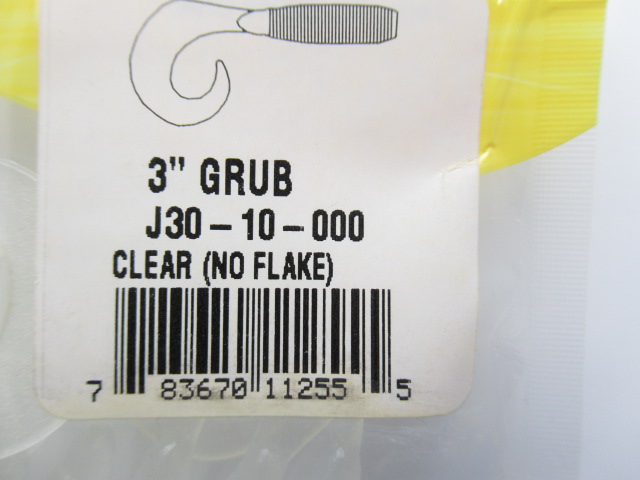 3" GRUB
J30-10-000
CLEAR (NO FLAKE)
7 83670 11255 5